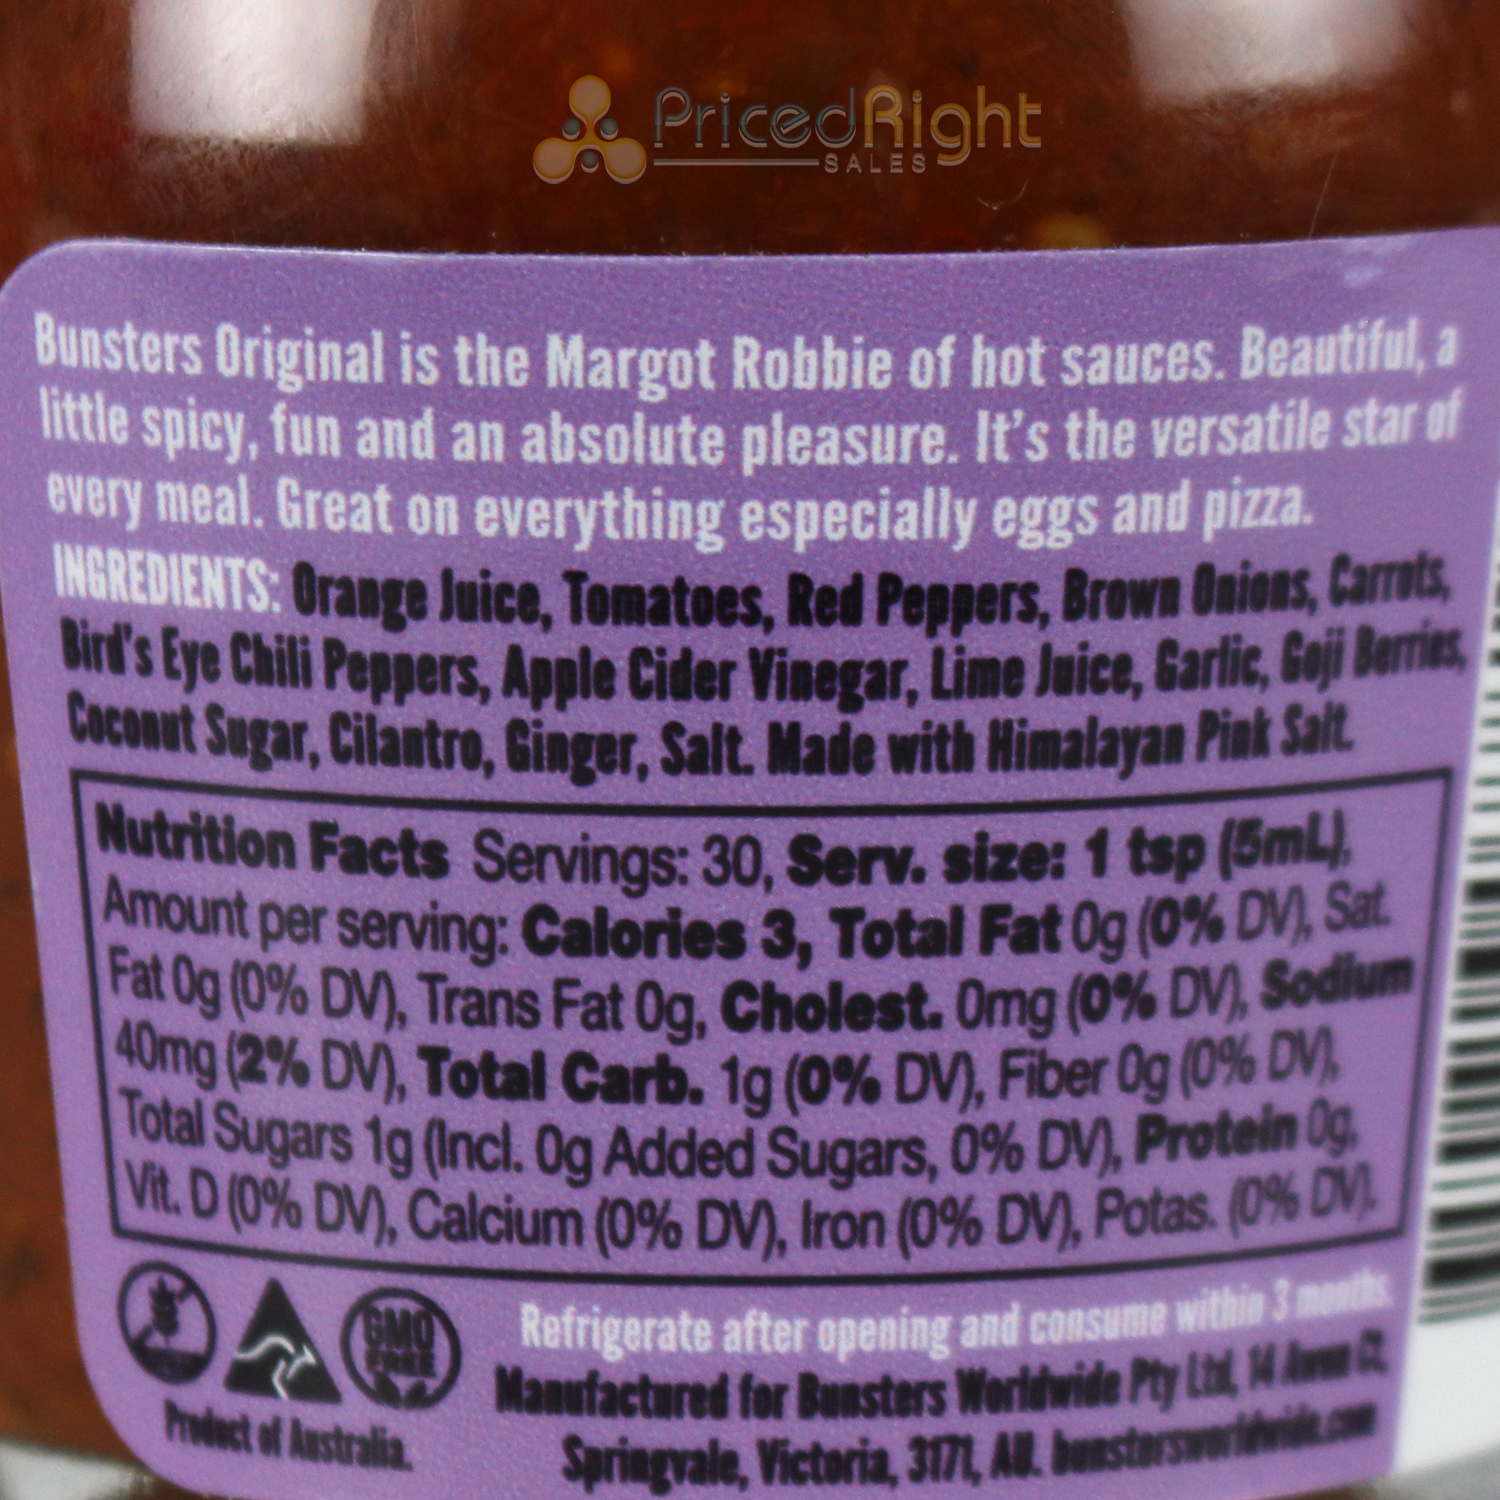 PricedRight
SALES
Bunsters Original is the Margot Robbie of hot sauces. Beautiful, a
little spicy, fun and an absolute pleasure. It's the versatile star of
every meal. Great on everything especially eggs and pizza.
INGREDIENTS: Orange Juice, Tomatoes, Red Peppers, Brown Onions, Carrots,
Bird's Eye Chili Peppers, Apple Cider Vinegar, Lime Juice, Garlic, Goji Berries,
Coconut Sugar, Cilantro, Ginger, Salt. Made with Himalayan Pink Salt.
Nutrition Facts Servings: 30, Serv. size: 1 tsp (5mL),
Amount per serving: Calories 3, Total Fat 0g (0% DV), Sat.
Fat 0g (0% DV), Trans Fat 0g, Cholest. 0mg (0% DV), Sodium
40mg (2% DV), Total Carb. 1g (0% DV), Fiber 0g (0% DV),
Total Sugars 1g (Incl. 0g Added Sugars, 0% DV), Protein 0g,
Vit. D (0% DV), Calcium (0% DV), Iron (0% DV), Potas. (0% DV).
GMO
FREE
Product of Australia.
Refrigerate after opening and consume within 3 months.
Manufactured for Bunsters Worldwide Pty Ltd, 14 Ct,
Springvale, Victoria, 3171, AU. bunstersworldwide.com